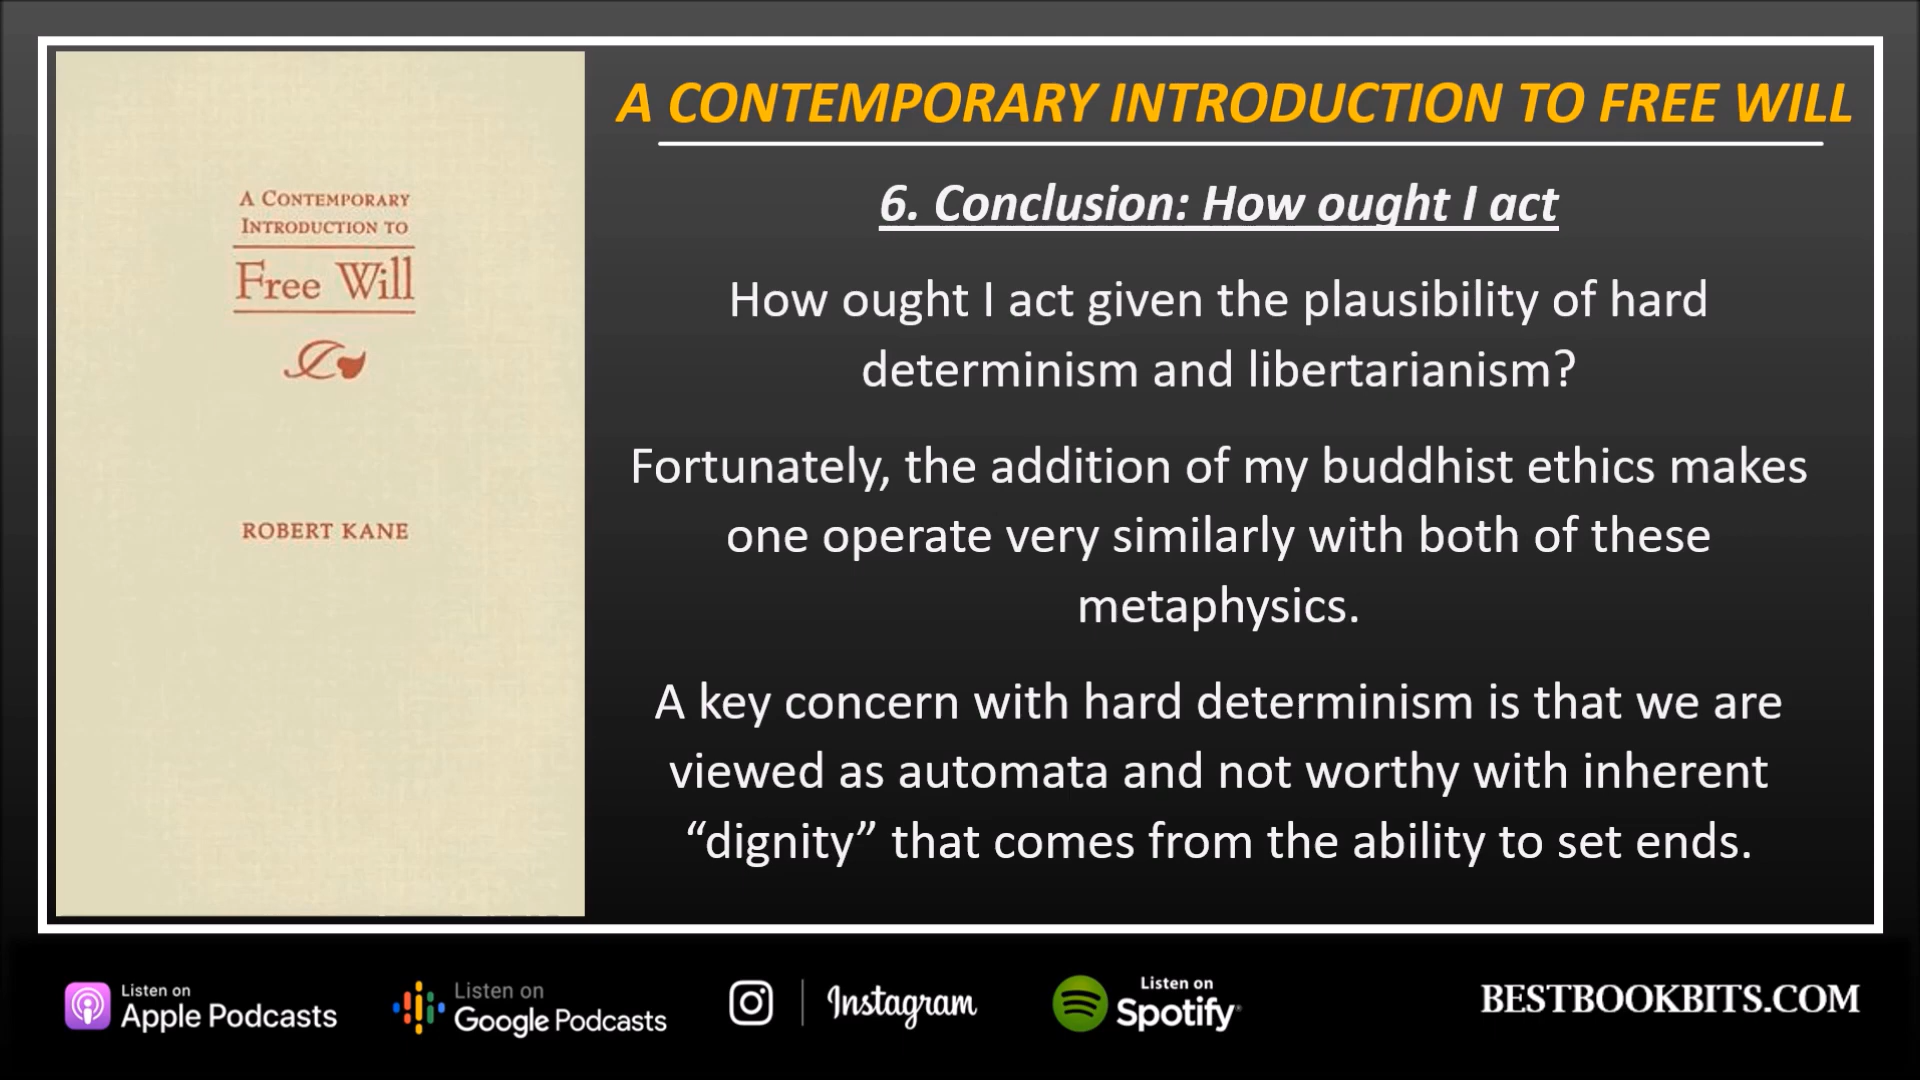 A CONTEMPORARY
INTRODUCTION TO
Free Will
ROBERT KANE
A CONTEMPORARY INTRODUCTION TO FREE WILL
6. Conclusion: How ought I act
How ought I act given the plausibility of hard
determinism and libertarianism?
Fortunately, the addition of my buddhist ethics makes
one operate very similarly with both of these
metaphysics.
A key concern with hard determinism is that we are
viewed as automata and not worthy with inherent
“dignity” that comes from the ability to set ends.
Listen on
Apple Podcasts
Listen on
Google Podcasts
Instagram
Listen on
Spotify
BESTBOOKBITS.COM